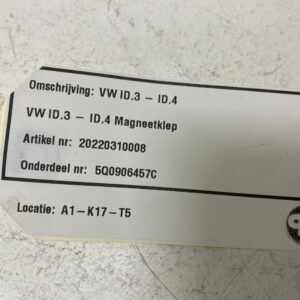 Omschrijving: VW ID.3 – ID.4
VW ID.3 – ID.4 Magneetklep
Artikel nr: 20220310008
Onderdeel nr: 5Q0906457C
Locatie: A1–K17–T5